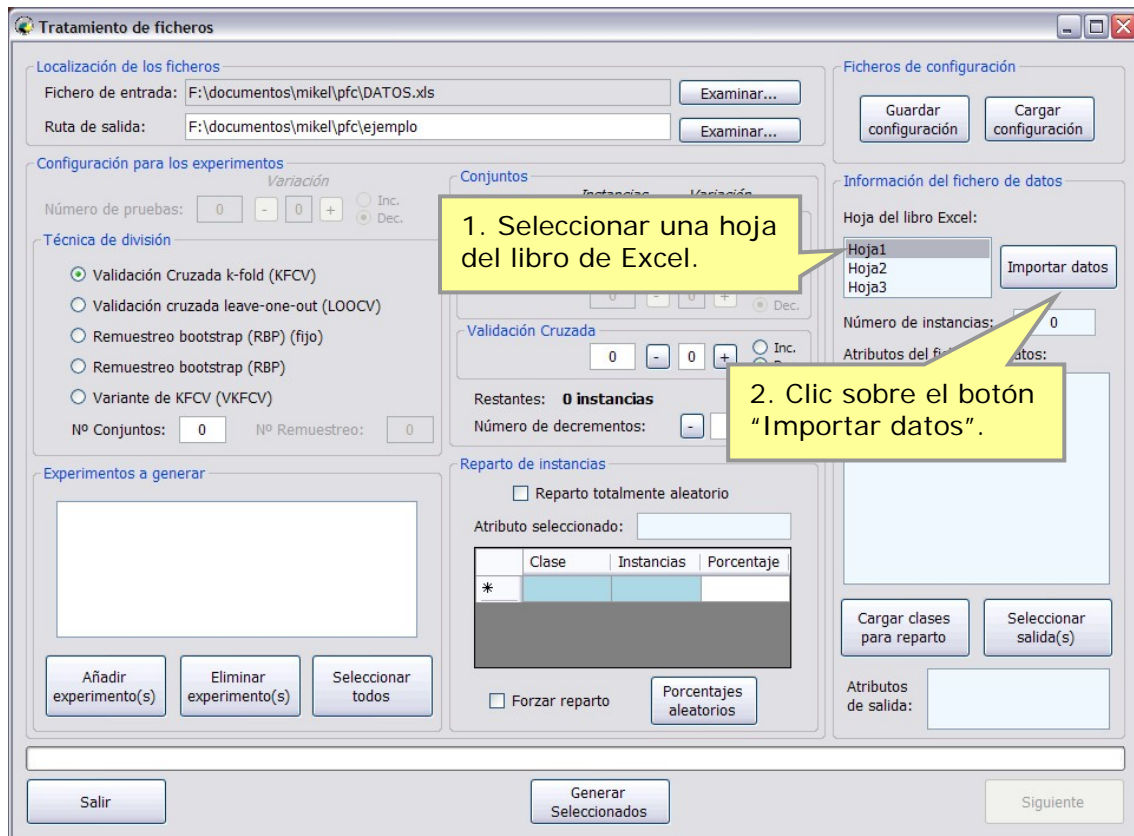 Tratamiento de ficheros
Localización de los ficheros
Fichero de entrada: F:\documentos\mikel\pfc\DATOS.xls Examinar...
Ruta de salida: F:\documentos\mikel\pfc\ejemplo Examinar...
Ficheros de configuración
Guardar configuración
Cargar configuración
Configuración para los experimentos
Variación
Número de pruebas: 0 - 0 + Inc.
Dec.
Técnica de división
Validación Cruzada k-fold (KFCV)
Validación cruzada leave-one-out (LOOCV)
Remuestreo bootstrap (RBP) (fijo)
Remuestreo bootstrap (RBP)
Variante de KFCV (VKFCV)
Nº Conjuntos: 0 Nº Remuestreo: 0
Conjuntos
Instancias Variación
1. Seleccionar una hoja
del libro de Excel.
0 - 0 + Dec.
Validación Cruzada
0 - 0 + Inc.
Restantes: 0 instancias
Número de decrementos: -
Información del fichero de datos
Hoja del libro Excel:
Hoja1
Hoja2
Hoja3
Importar datos
Número de instancias: 0
Atributos del
2. Clic sobre el botón
“Importar datos”.
Experimentos a generar
Añadir
experimento(s)
Eliminar
experimento(s)
Seleccionar
todos
Reparto de instancias
Reparto totalmente aleatorio
Atributo seleccionado:
Clase Instancias Porcentaje
*
Forzar reparto
Porcentajes
aleatorios
Cargar clases
para reparto
Seleccionar
salida(s)
Atributos
de salida:
Salir
Generar
Seleccionados
Siguiente